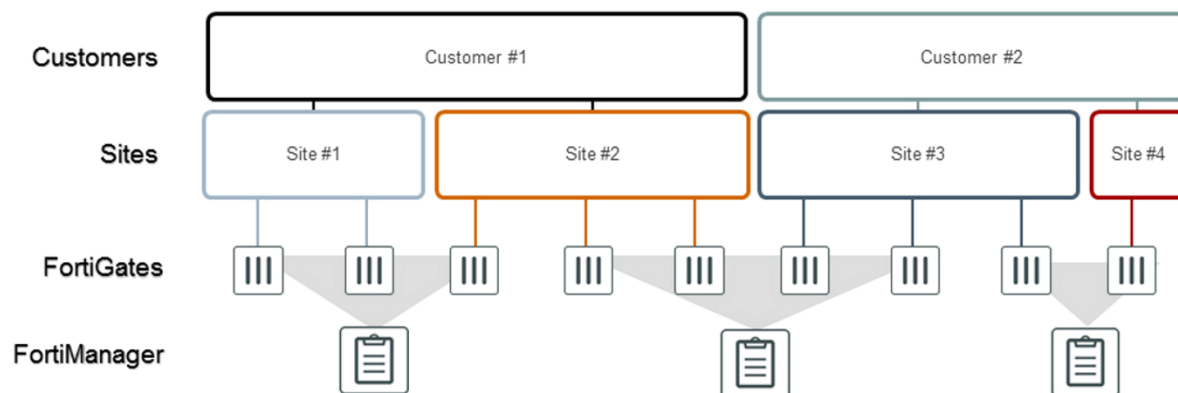 Customers
Customer #1
Customer #2
Sites
Site #1
Site #2
Site #3
Site #4
FortiGates
FortiManager